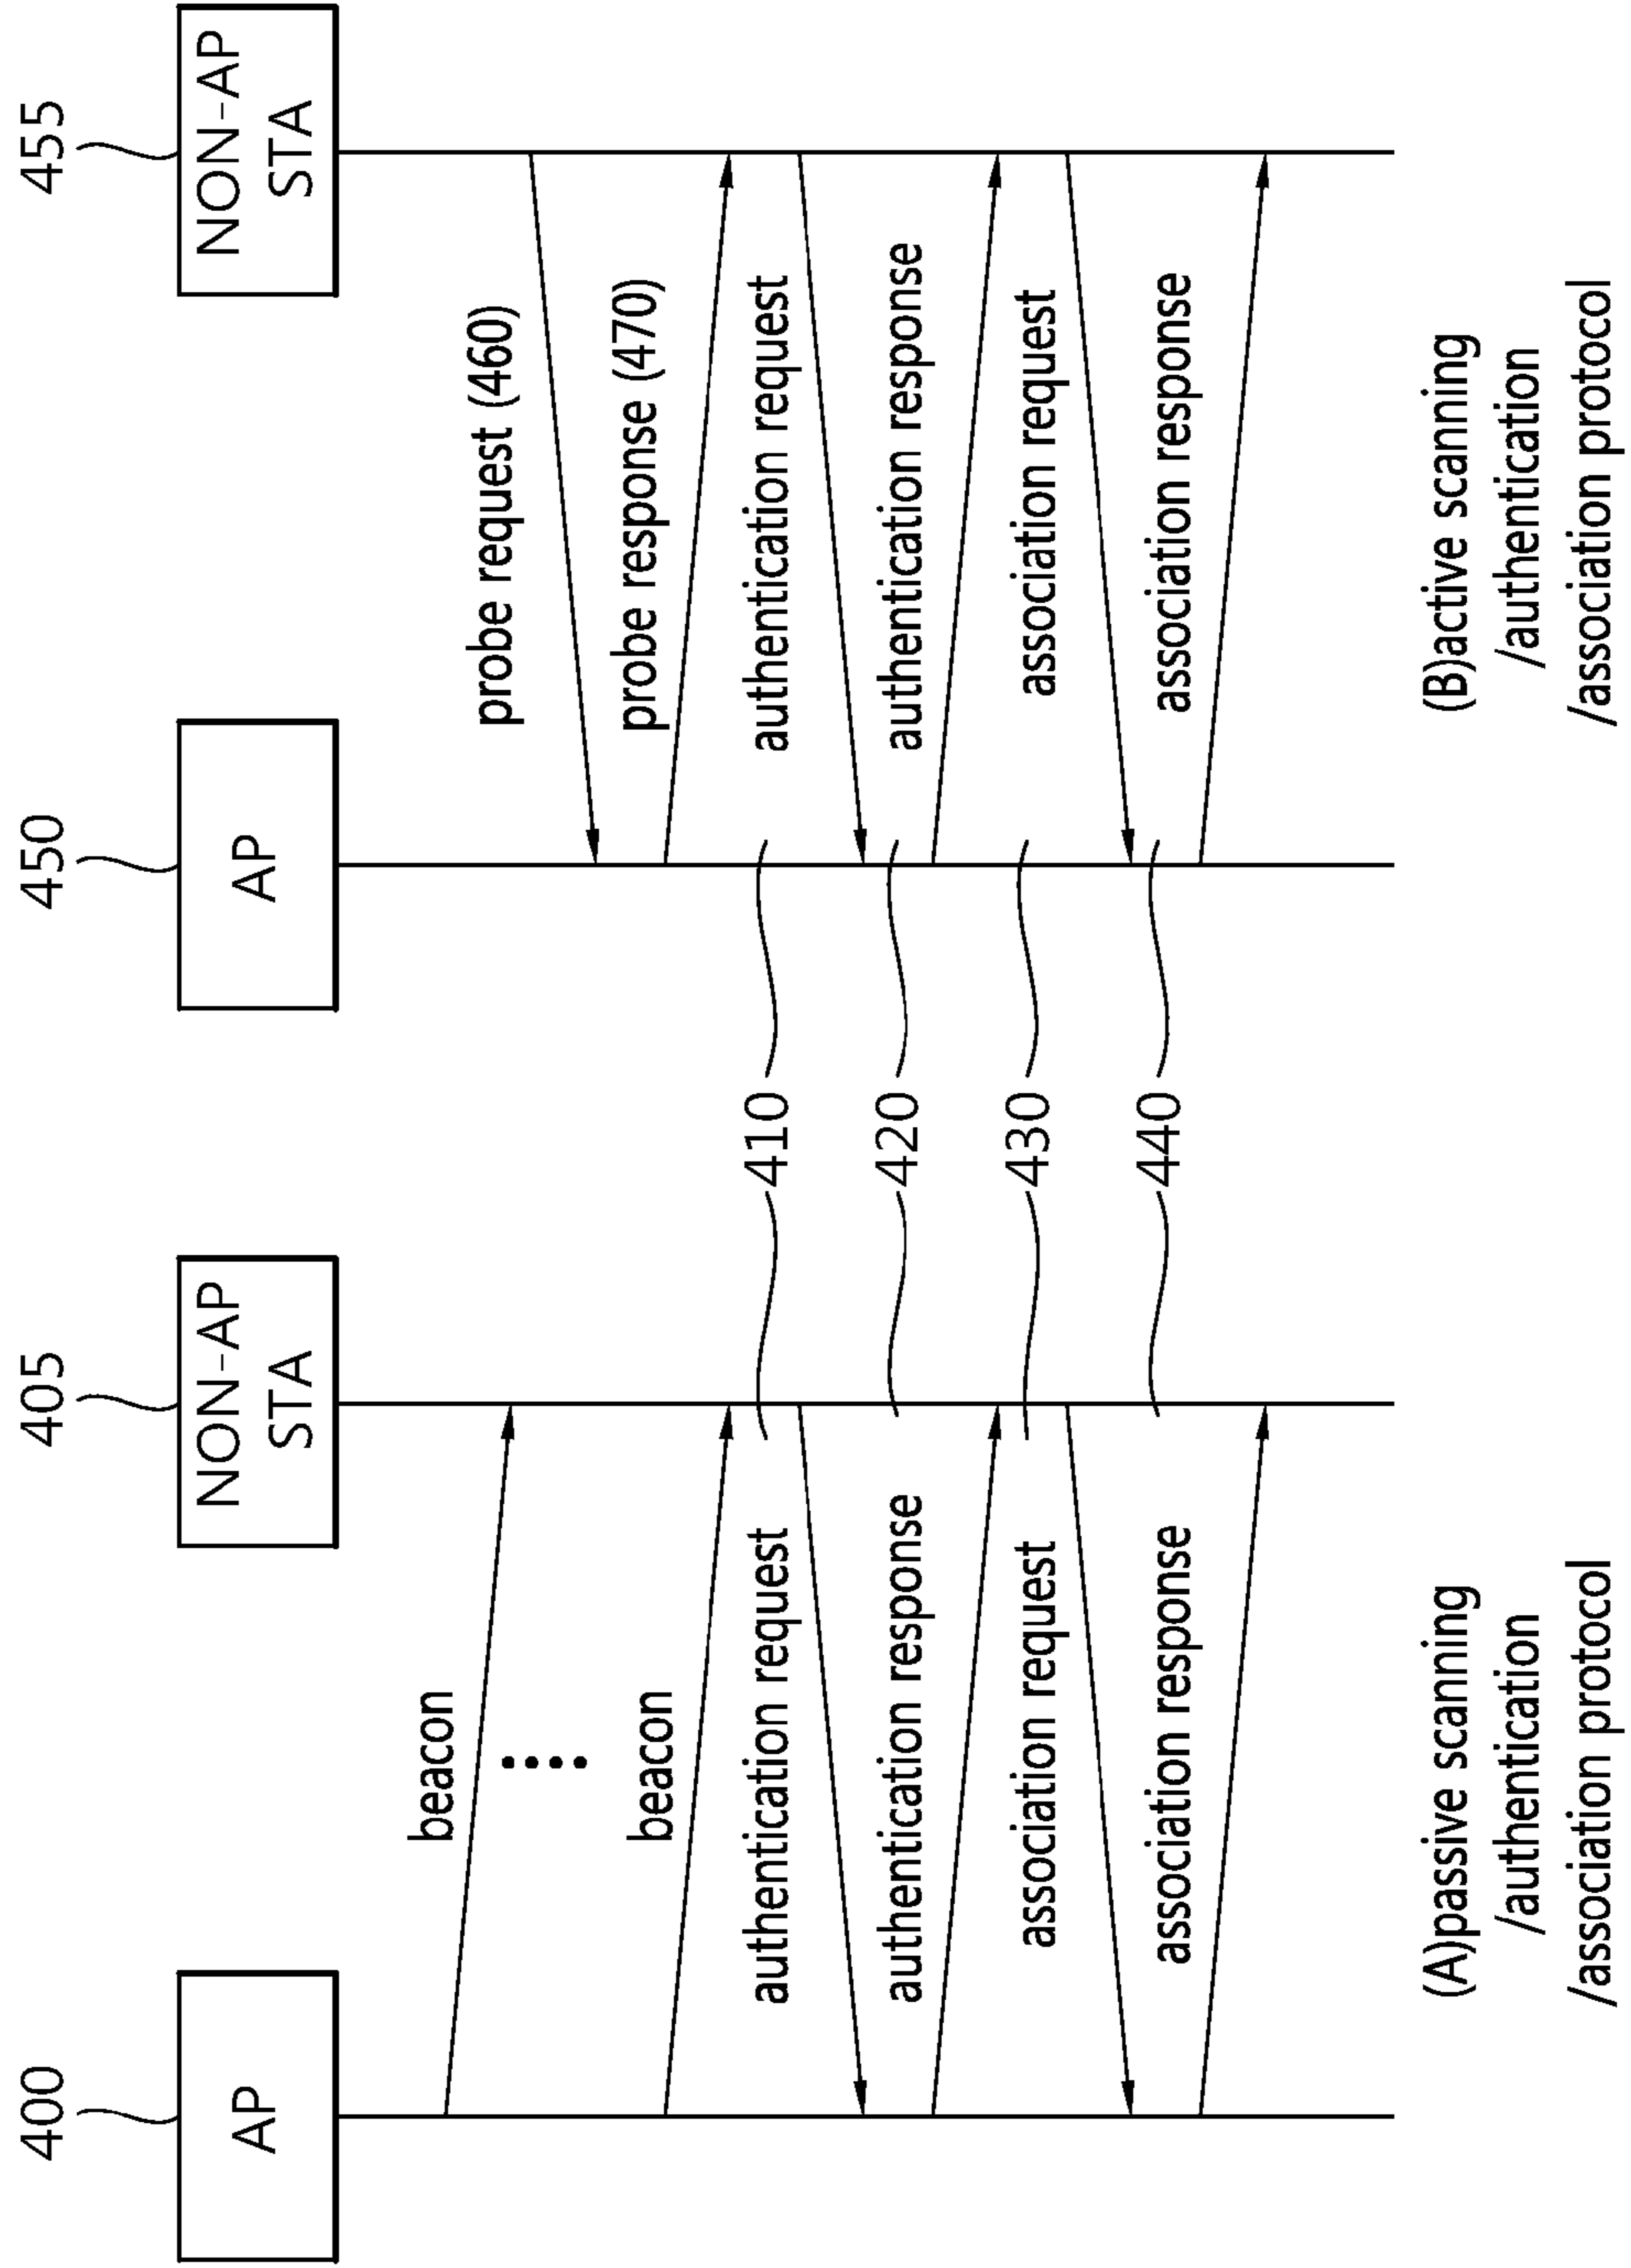 400
AP
405
NON-AP
STA
beacon
beacon
authentication request
authentication response
association request
association response
(A)passive scanning
/authentication
/association protocol
410
420
430
440
450
AP
455
NON-AP
STA
probe request (460)
probe response (470)
authentication request
authentication response
association request
association response
(B)active scanning
/authentication
/association protocol